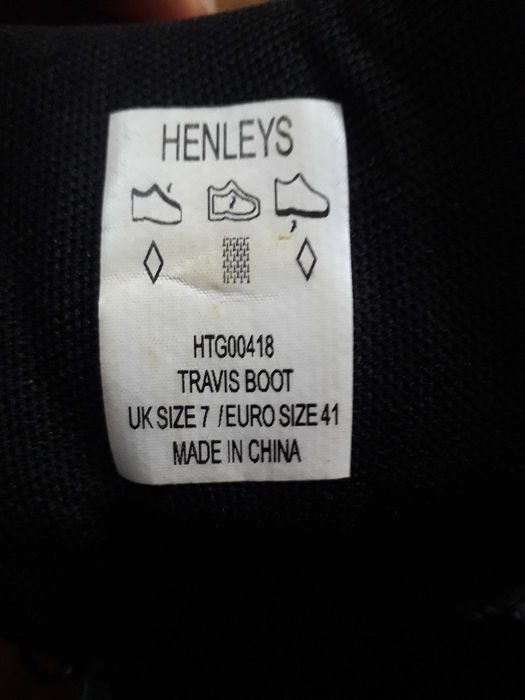 HENLEYS
HTG00418
TRAVIS BOOT
UK SIZE 7 /EURO SIZE 41
MADE IN CHINA